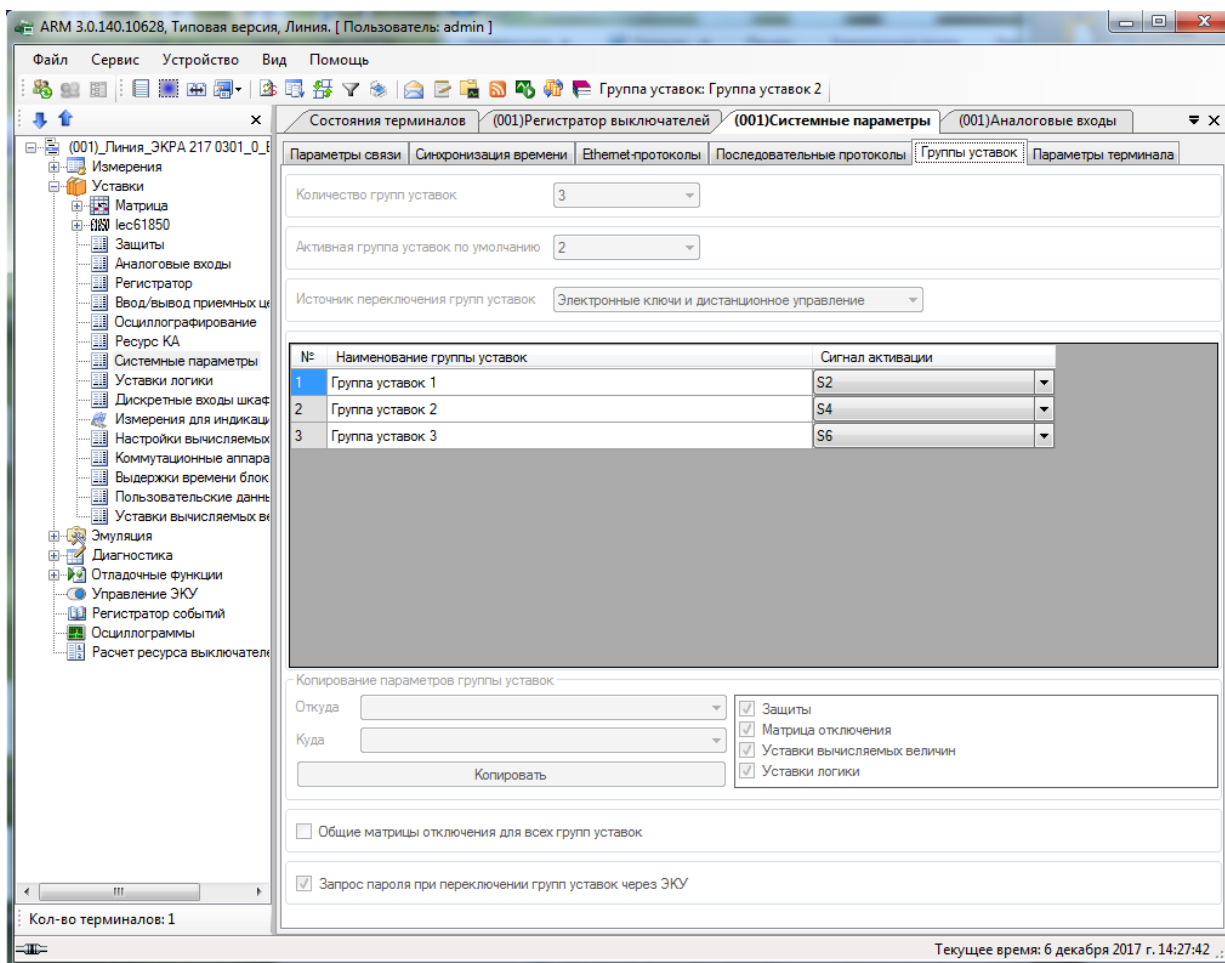 ARM 3.0.140.10628, Типовая версия, Линия. [ Пользователь: admin ]
Файл Сервис Устройство Вид Помощь
Группа уставок: Группа уставок 2
Состояния терминалов (001)Регистратор выключателей (001)Системные параметры (001)Аналоговые входы
Параметры связи Синхронизация времени Ethernet-протоколы Последовательные протоколы Группы уставок Параметры терминала
(001)_Линия_ЭКРА 217 0301_0_
Измерения
Уставки
Матрица
Iec61850
Защиты
Аналоговые входы
Регистратор
Ввод/вывод приемных
Осциллографирование
Ресурс КА
Системные параметры
Уставки логики
Дискретные входы шкаф
Измерения для индикац
Настройки вычисляемых
Коммутационные аппара
Выдержки времени блок
Пользовательские данн
Уставки вычисляемых
Эмуляция
Диагностика
Отладочные функции
Управление ЭКУ
Регистратор событий
Осциллограммы
Расчет ресурса выключател
Кол-во терминалов: 1
Количество групп уставок 3
Активная группа уставок по умолчанию 2
Источник переключения групп уставок Электронные ключи и дистанционное управление
№ Наименование группы уставок Сигнал активации
1 Группа уставок 1 S2
2 Группа уставок 2 S4
3 Группа уставок 3 S6
Копирование параметров группы уставок
Откуда
Куда
Копировать
Защиты
Матрица отключения
Уставки вычисляемых величин
Уставки логики
Общие матрицы отключения для всех групп уставок
Запрос пароля при переключении групп уставок через ЭКУ
Текущее время: 6 декабря 2017 г. 14:27:42